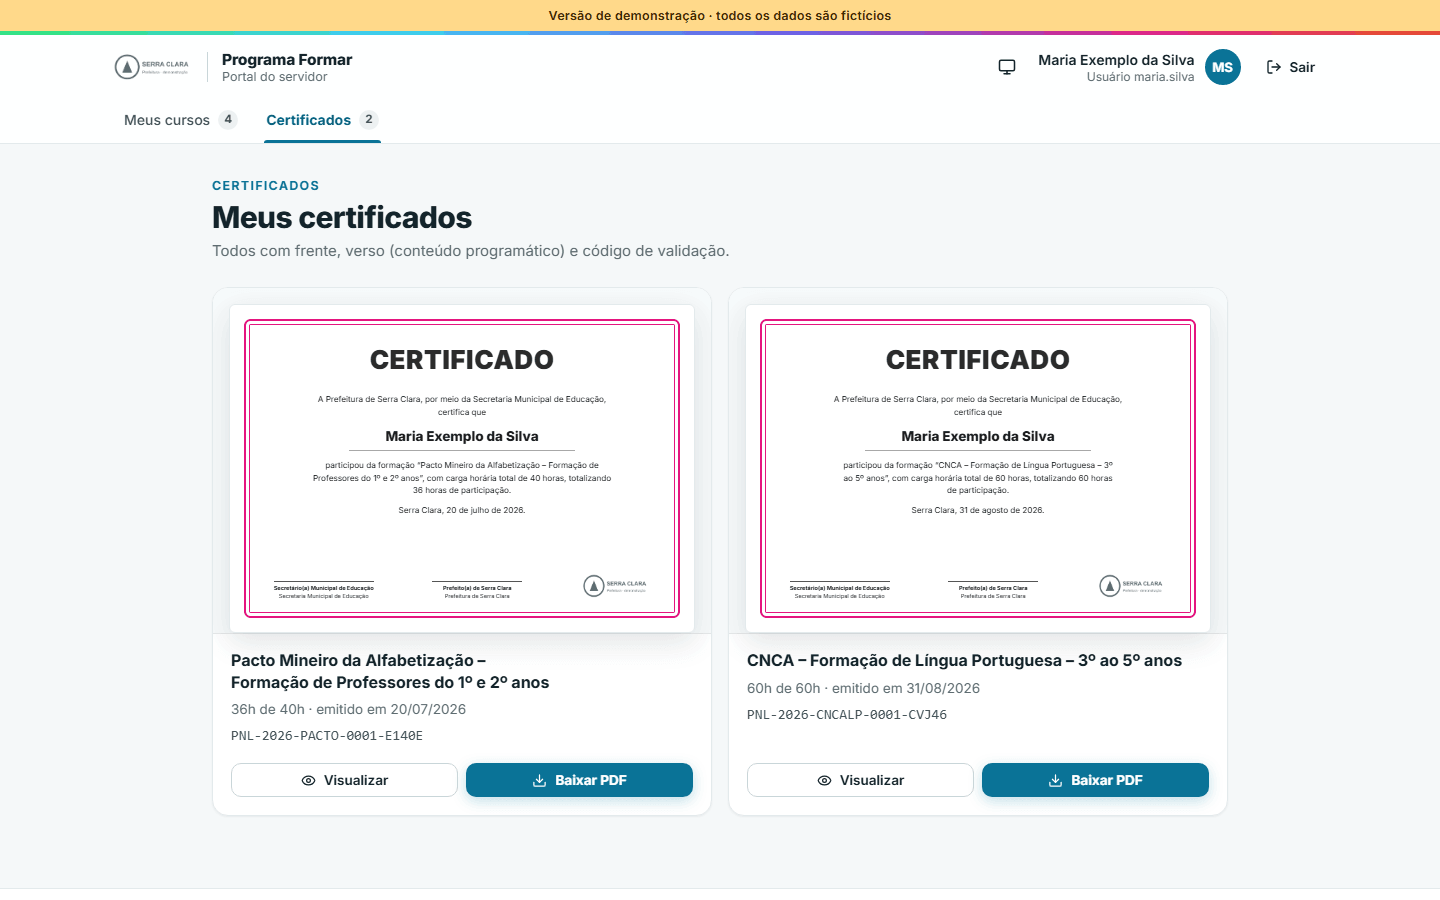 Versão de demonstração · todos os dados são fictícios
SERRA CLARA
Programa Formar
Portal do servidor
Maria Exemplo da Silva
Usuário maria.silva
MS
Sair
Meus cursos 4
Certificados 2
CERTIFICADOS
Meus certificados
Todos com frente, verso (conteúdo programático) e código de validação.
CERTIFICADO
A Prefeitura de Serra Clara, por meio da Secretaria Municipal de Educação,
certifica que
Maria Exemplo da Silva
participou da formação “Pacto Mineiro da Alfabetização – Formação de
Professores do 1º e 2º anos”, com carga horária total de 40 horas, totalizando
36 horas de participação.
Serra Clara, 20 de julho de 2026.
Secretário(a) Municipal de Educação
Secretaria Municipal de Educação
Prefeito(a) de Serra Clara
Prefeitura de Serra Clara
SERRA CLARA
Pacto Mineiro da Alfabetização –
Formação de Professores do 1º e 2º anos
36h de 40h · emitido em 20/07/2026
PNL-2026-PACTO-0001-E140E
Visualizar
Baixar PDF
CERTIFICADO
A Prefeitura de Serra Clara, por meio da Secretaria Municipal de Educação,
certifica que
Maria Exemplo da Silva
participou da formação “CNCA – Formação de Língua Portuguesa – 3º
ao 5º anos”, com carga horária total de 60 horas, totalizando 60 horas
de participação.
Serra Clara, 31 de agosto de 2026.
Secretário(a) Municipal de Educação
Secretaria Municipal de Educação
Prefeito(a) de Serra Clara
Prefeitura de Serra Clara
SERRA CLARA
CNCA – Formação de Língua Portuguesa – 3º ao 5º anos
60h de 60h · emitido em 31/08/2026
PNL-2026-CNCALP-0001-CVJ46
Visualizar
Baixar PDF